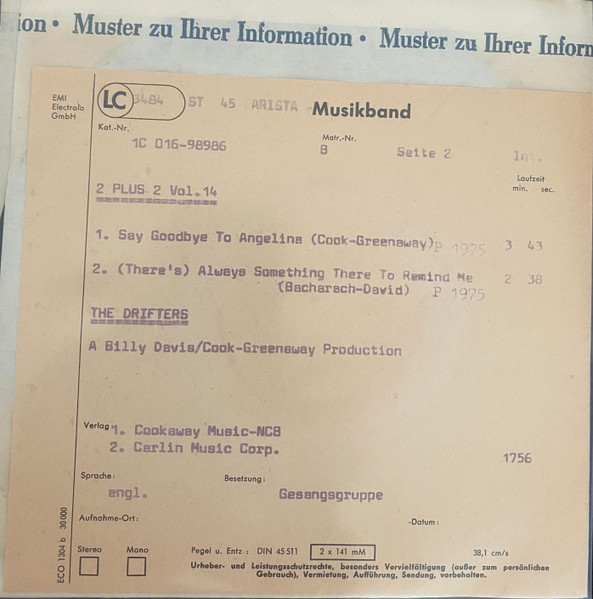 ion • Muster zu Ihrer Information • Muster zu Ihrer Inform
EMI
Electrola
GmbH
LC 3484 ST 45 ARISTA Musikband
Kat.-Nr.
Matr.-Nr.
1C 016-98986 B Seite 2
Laufzeit
min. sec.
2 PLUS 2 Vol.14
1. Say Goodbye To Angelina (Cook-Greenaway) P 1975 3 43
2. (There's) Always Something There To Remind Me 2 38
(Bacharach-David) P 1975
THE DRIFTERS
A Billy Davis/Cook-Greenaway Production
Verlag: 1. Cookaway Music-NCB
2. Carlin Music Corp.
1756
Sprache: Besetzung:
engl. Gesangsgruppe
Aufnahme-Ort: -Datum:
Stereo Mono Pegel u. Entz.: DIN 45511 2 x 141 mM 38,1 cm/s
Urheber- und Leistungsschutzrechte, besonders Vervielfältigung (außer zum persönlichen
Gebrauch), Vermietung, Aufführung, Sendung, vorbehalten.
ECO 1304 b 30000